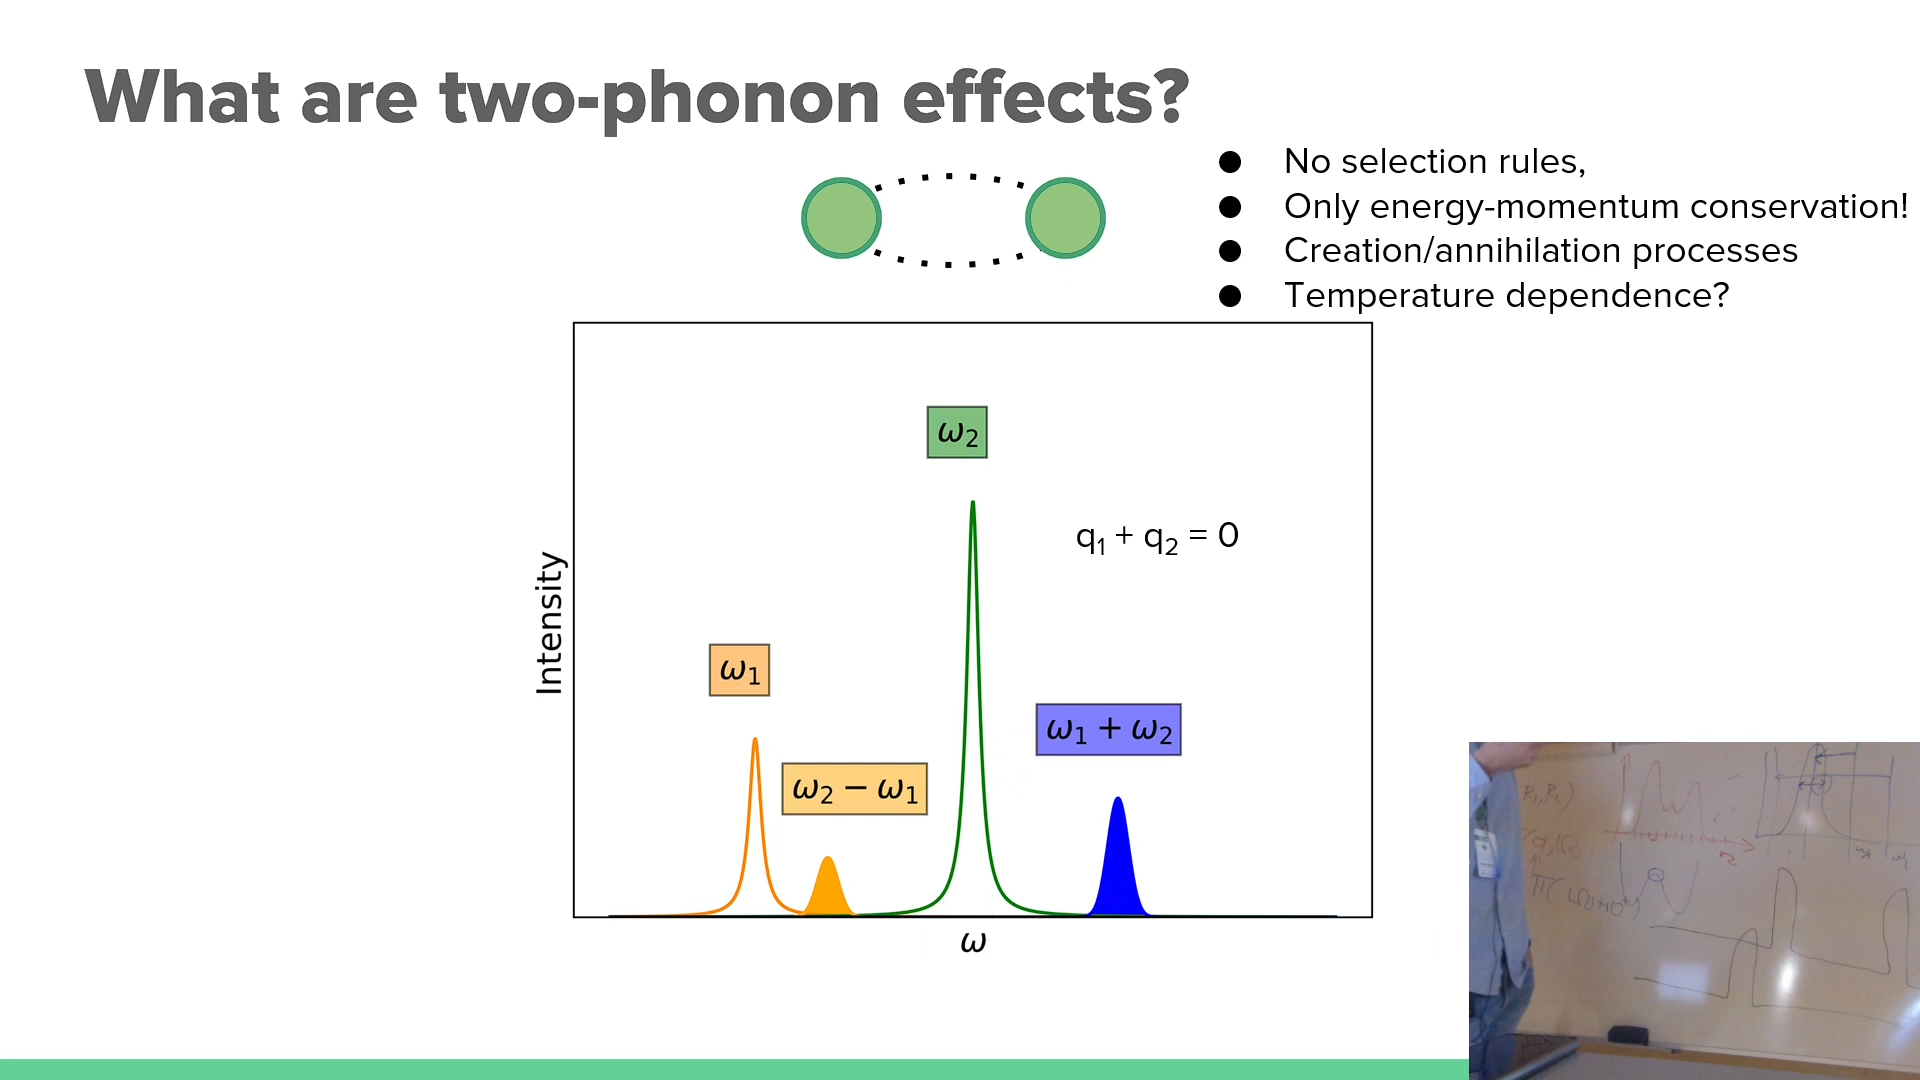 What are two-phonon effects?
● No selection rules,
● Only energy-momentum conservation!
● Creation/annihilation processes
● Temperature dependence?
ω₂
q₁ + q₂ = 0
Intensity
ω₁
ω₁ + ω₂
ω₂ − ω₁
ω